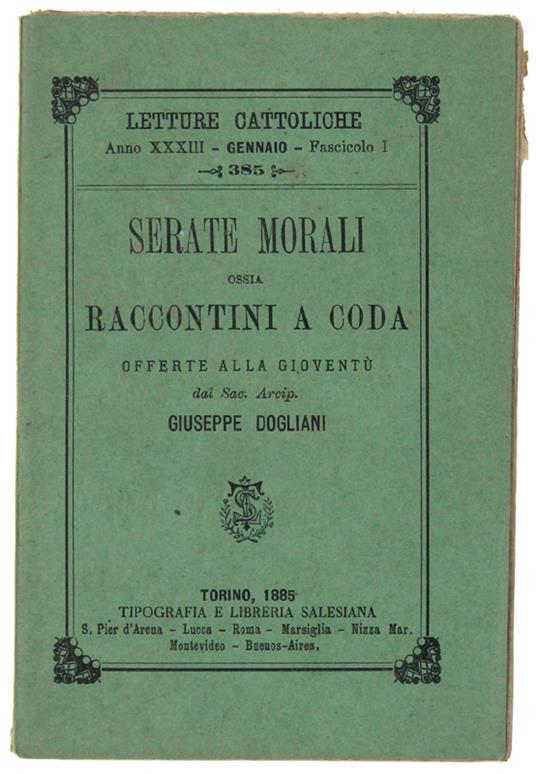 LETTURE CATTOLICHE
Anno XXXIII – GENNAIO – Fascicolo I
385
SERATE MORALI
OSSIA
RACCONTINI A CODA
OFFERTE ALLA GIOVENTÙ
dal Sac. Arcip.
GIUSEPPE DOGLIANI
TORINO, 1885
TIPOGRAFIA E LIBRERIA SALESIANA
S. Pier d'Arena – Lucca – Roma – Marsiglia – Nizza Mar.
Montevideo – Buenos-Aires.